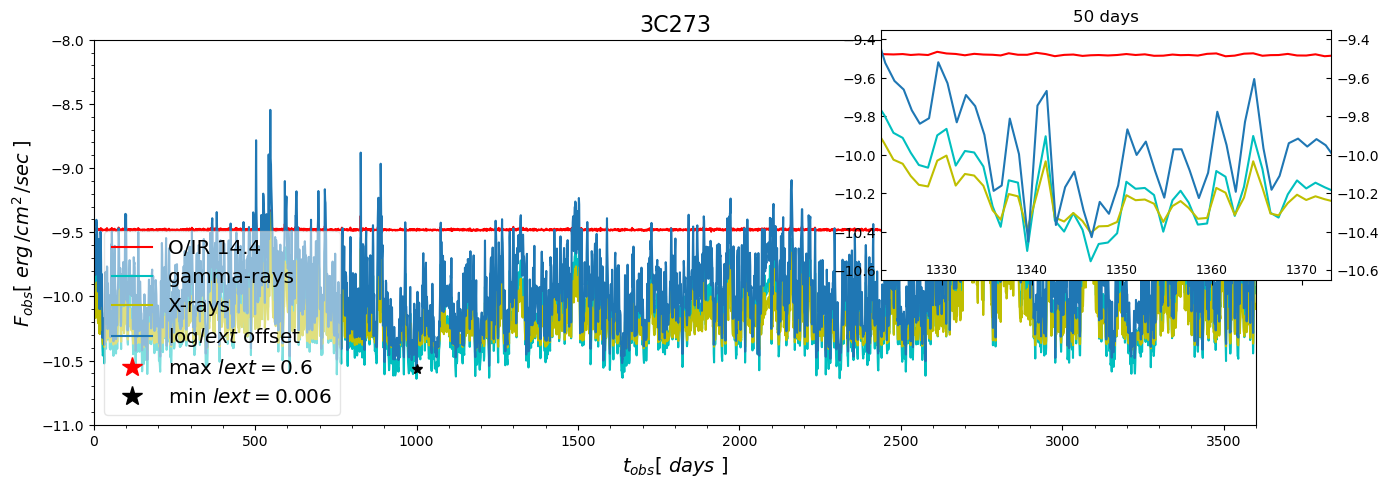 3C273
50 days
−8.0
−8.5
−9.0
−9.5
−10.0
−10.5
−11.0
F_obs[ erg /cm² /sec ]
O/IR 14.4
gamma-rays
X-rays
loglext offset
max lext = 0.6
min lext = 0.006
0 500 1000 1500 2000 2500 3000 3500
t_obs[ days ]
−9.4 −9.4
−9.6 −9.6
−9.8 −9.8
−10.0 −10.0
−10.2 −10.2
−10.4 −10.4
−10.6 −10.6
1330 1340 1350 1360 1370